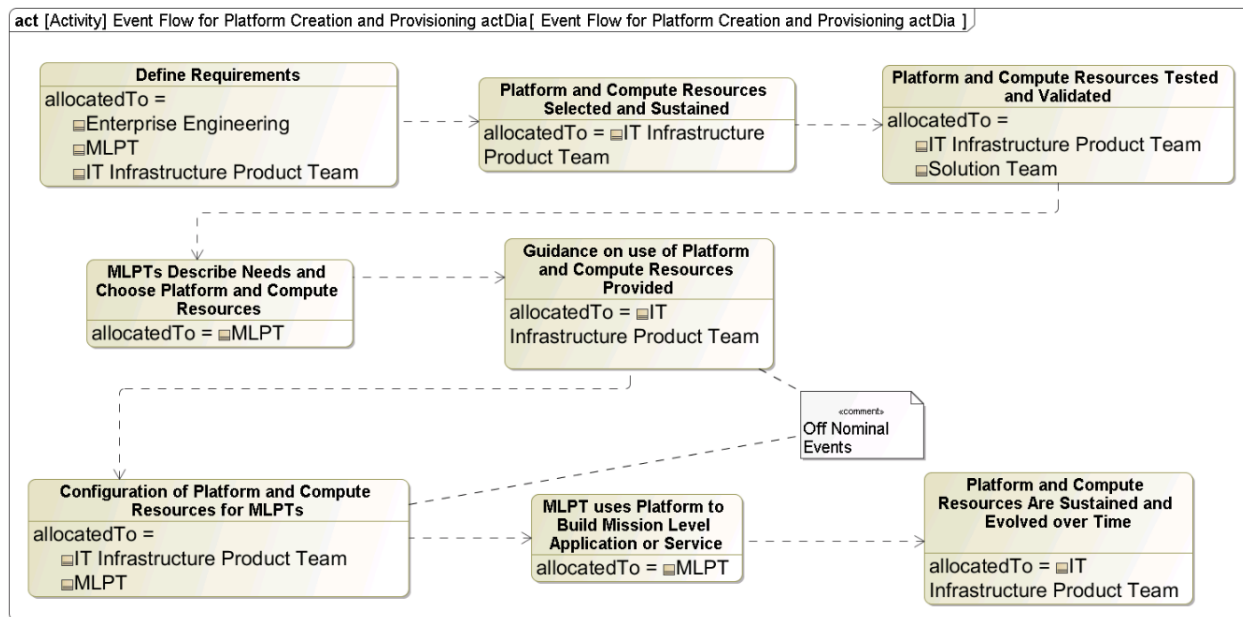 act [Activity] Event Flow for Platform Creation and Provisioning actDia[ Event Flow for Platform Creation and Provisioning actDia ]
Define Requirements
allocatedTo =
Enterprise Engineering
MLPT
IT Infrastructure Product Team
Platform and Compute Resources
Selected and Sustained
allocatedTo = IT Infrastructure
Product Team
Platform and Compute Resources Tested
and Validated
allocatedTo =
IT Infrastructure Product Team
Solution Team
MLPTs Describe Needs and
Choose Platform and Compute
Resources
allocatedTo = MLPT
Guidance on use of Platform
and Compute Resources
Provided
allocatedTo = IT
Infrastructure Product Team
«comment»
Off Nominal
Events
Configuration of Platform and Compute
Resources for MLPTs
allocatedTo =
IT Infrastructure Product Team
MLPT
MLPT uses Platform to
Build Mission Level
Application or Service
allocatedTo = MLPT
Platform and Compute
Resources Are Sustained and
Evolved over Time
allocatedTo = IT
Infrastructure Product Team